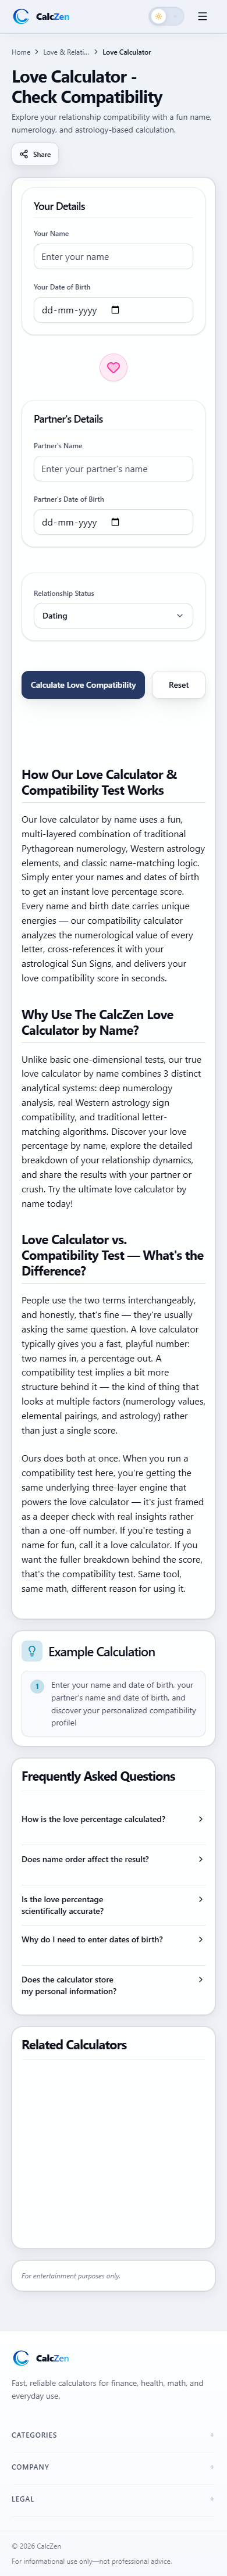 CalcZen
Home > Love & Relati... > Love Calculator
Love Calculator -
Check Compatibility
Explore your relationship compatibility with a fun name,
numerology, and astrology-based calculation.
Share
Your Details
Your Name
Enter your name
Your Date of Birth
dd-mm-yyyy
Partner's Details
Partner's Name
Enter your partner's name
Partner's Date of Birth
dd-mm-yyyy
Relationship Status
Dating
Calculate Love Compatibility
Reset
How Our Love Calculator &
Compatibility Test Works
Our love calculator by name uses a fun,
multi-layered combination of traditional
Pythagorean numerology, Western astrology
elements, and classic name-matching logic.
Simply enter your names and dates of birth
to get an instant love percentage score.
Every name and birth date carries unique
energies — our compatibility calculator
analyzes the numerological value of every
letter, cross-references it with your
astrological Sun Signs, and delivers your
love compatibility score in seconds.
Why Use The CalcZen Love
Calculator by Name?
Unlike basic one-dimensional tests, our true
love calculator by name combines 3 distinct
analytical systems: deep numerology
analysis, real Western astrology sign
compatibility, and traditional letter-
matching algorithms. Discover your love
percentage by name, explore the detailed
breakdown of your relationship dynamics,
and share the results with your partner or
crush. Try the ultimate love calculator by
name today!
Love Calculator vs.
Compatibility Test — What's the
Difference?
People use the two terms interchangeably,
and honestly, that's fine — they're usually
asking the same question. A love calculator
typically gives you a fast, playful number:
two names in, a percentage out. A
compatibility test implies a bit more
structure behind it — the kind of thing that
looks at multiple factors (numerology values,
elemental pairings, and astrology) rather
than just a single score.
Ours does both at once. When you run a
compatibility test here, you're getting the
same underlying three-layer engine that
powers the love calculator — it's just framed
as a deeper check with real insights rather
than a one-off number. If you're testing a
name for fun, call it a love calculator. If you
want the fuller breakdown behind the score,
that's the compatibility test. Same tool,
same math, different reason for using it.
Example Calculation
1
Enter your name and date of birth, your
partner's name and date of birth, and
discover your personalized compatibility
profile!
Frequently Asked Questions
How is the love percentage calculated?
Does name order affect the result?
Is the love percentage
scientifically accurate?
Why do I need to enter dates of birth?
Does the calculator store
my personal information?
Related Calculators
For entertainment purposes only.
CalcZen
Fast, reliable calculators for finance, health, math, and
everyday use.
CATEGORIES +
COMPANY +
LEGAL +
© 2026 CalcZen
For informational use only—not professional advice.